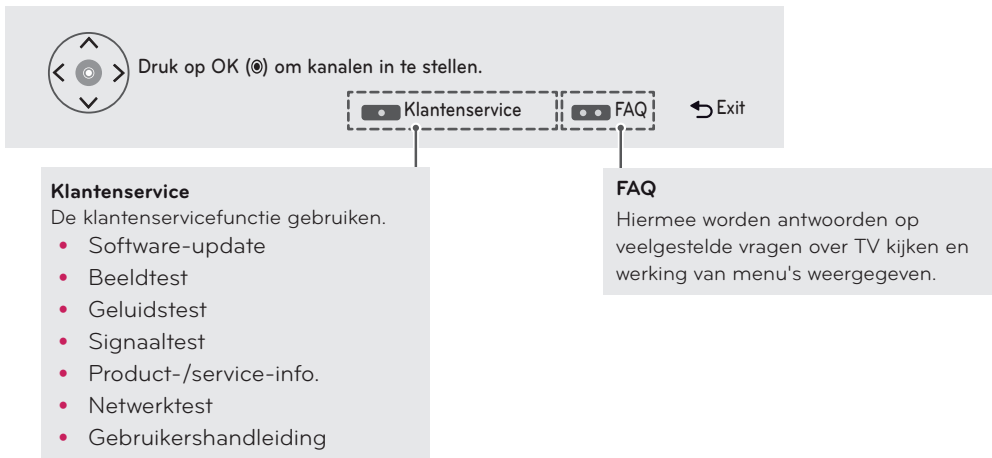 Druk op OK (◉) om kanalen in te stellen.
Klantenservice FAQ Exit
Klantenservice
De klantenservicefunctie gebruiken.
• Software-update
• Beeldtest
• Geluidstest
• Signaaltest
• Product-/service-info.
• Netwerktest
• Gebruikershandleiding
FAQ
Hiermee worden antwoorden op
veelgestelde vragen over TV kijken en
werking van menu's weergegeven.